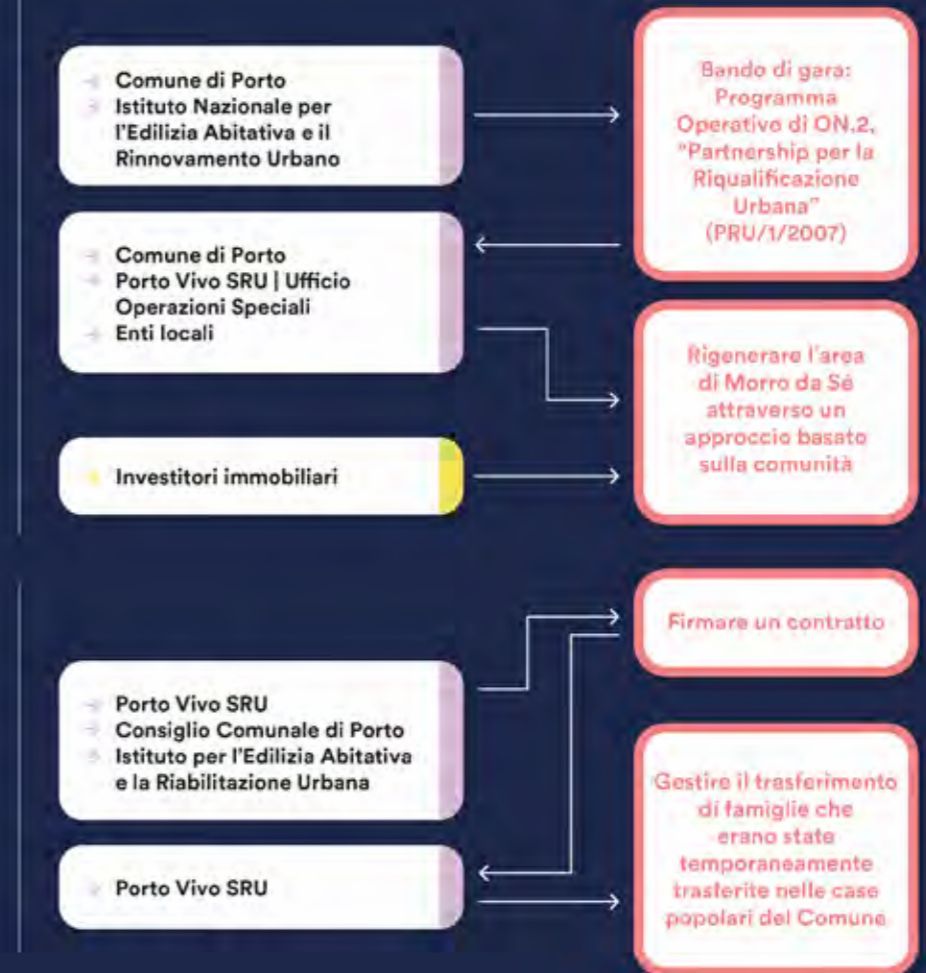 Comune di Porto
Istituto Nazionale per
l'Edilizia Abitativa e il
Rinnovamento Urbano
Bando di gara:
Programma
Operativo di ON.2,
"Partnership per la
Riqualificazione
Urbana"
(PRU/1/2007)
Comune di Porto
Porto Vivo SRU | Ufficio
Operazioni Speciali
Enti locali
Rigenerare l'area
di Morro da Sé
attraverso un
approccio basato
sulla comunità
Investitori immobiliari
Firmare un contratto
Porto Vivo SRU
Consiglio Comunale di Porto
Istituto per l'Edilizia Abitativa
e la Riabilitazione Urbana
Gestire il trasferimento
di famiglie che
erano state
temporaneamente
trasferite nelle case
popolari del Comune
Porto Vivo SRU